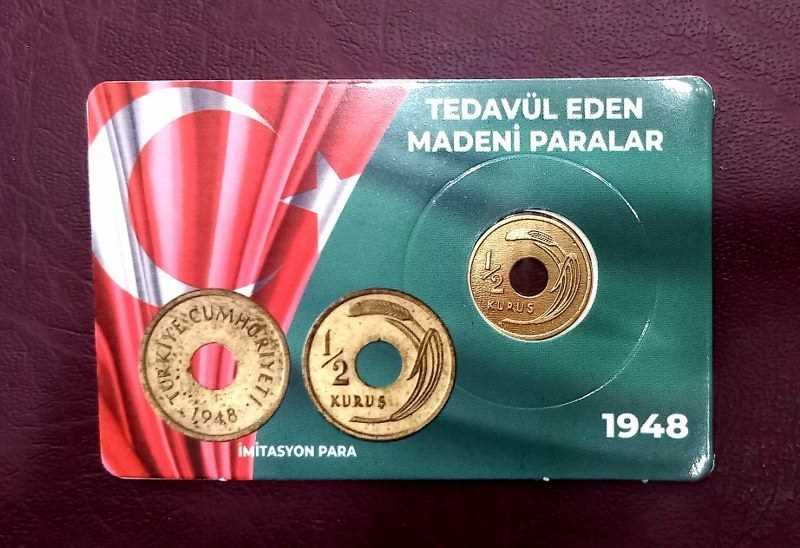 TEDAVÜL EDEN
MADENİ PARALAR
1/2
KURUŞ
TÜRKİYE CUMHURİYETİ
1948
1/2
KURUŞ
İMİTASYON PARA
1948